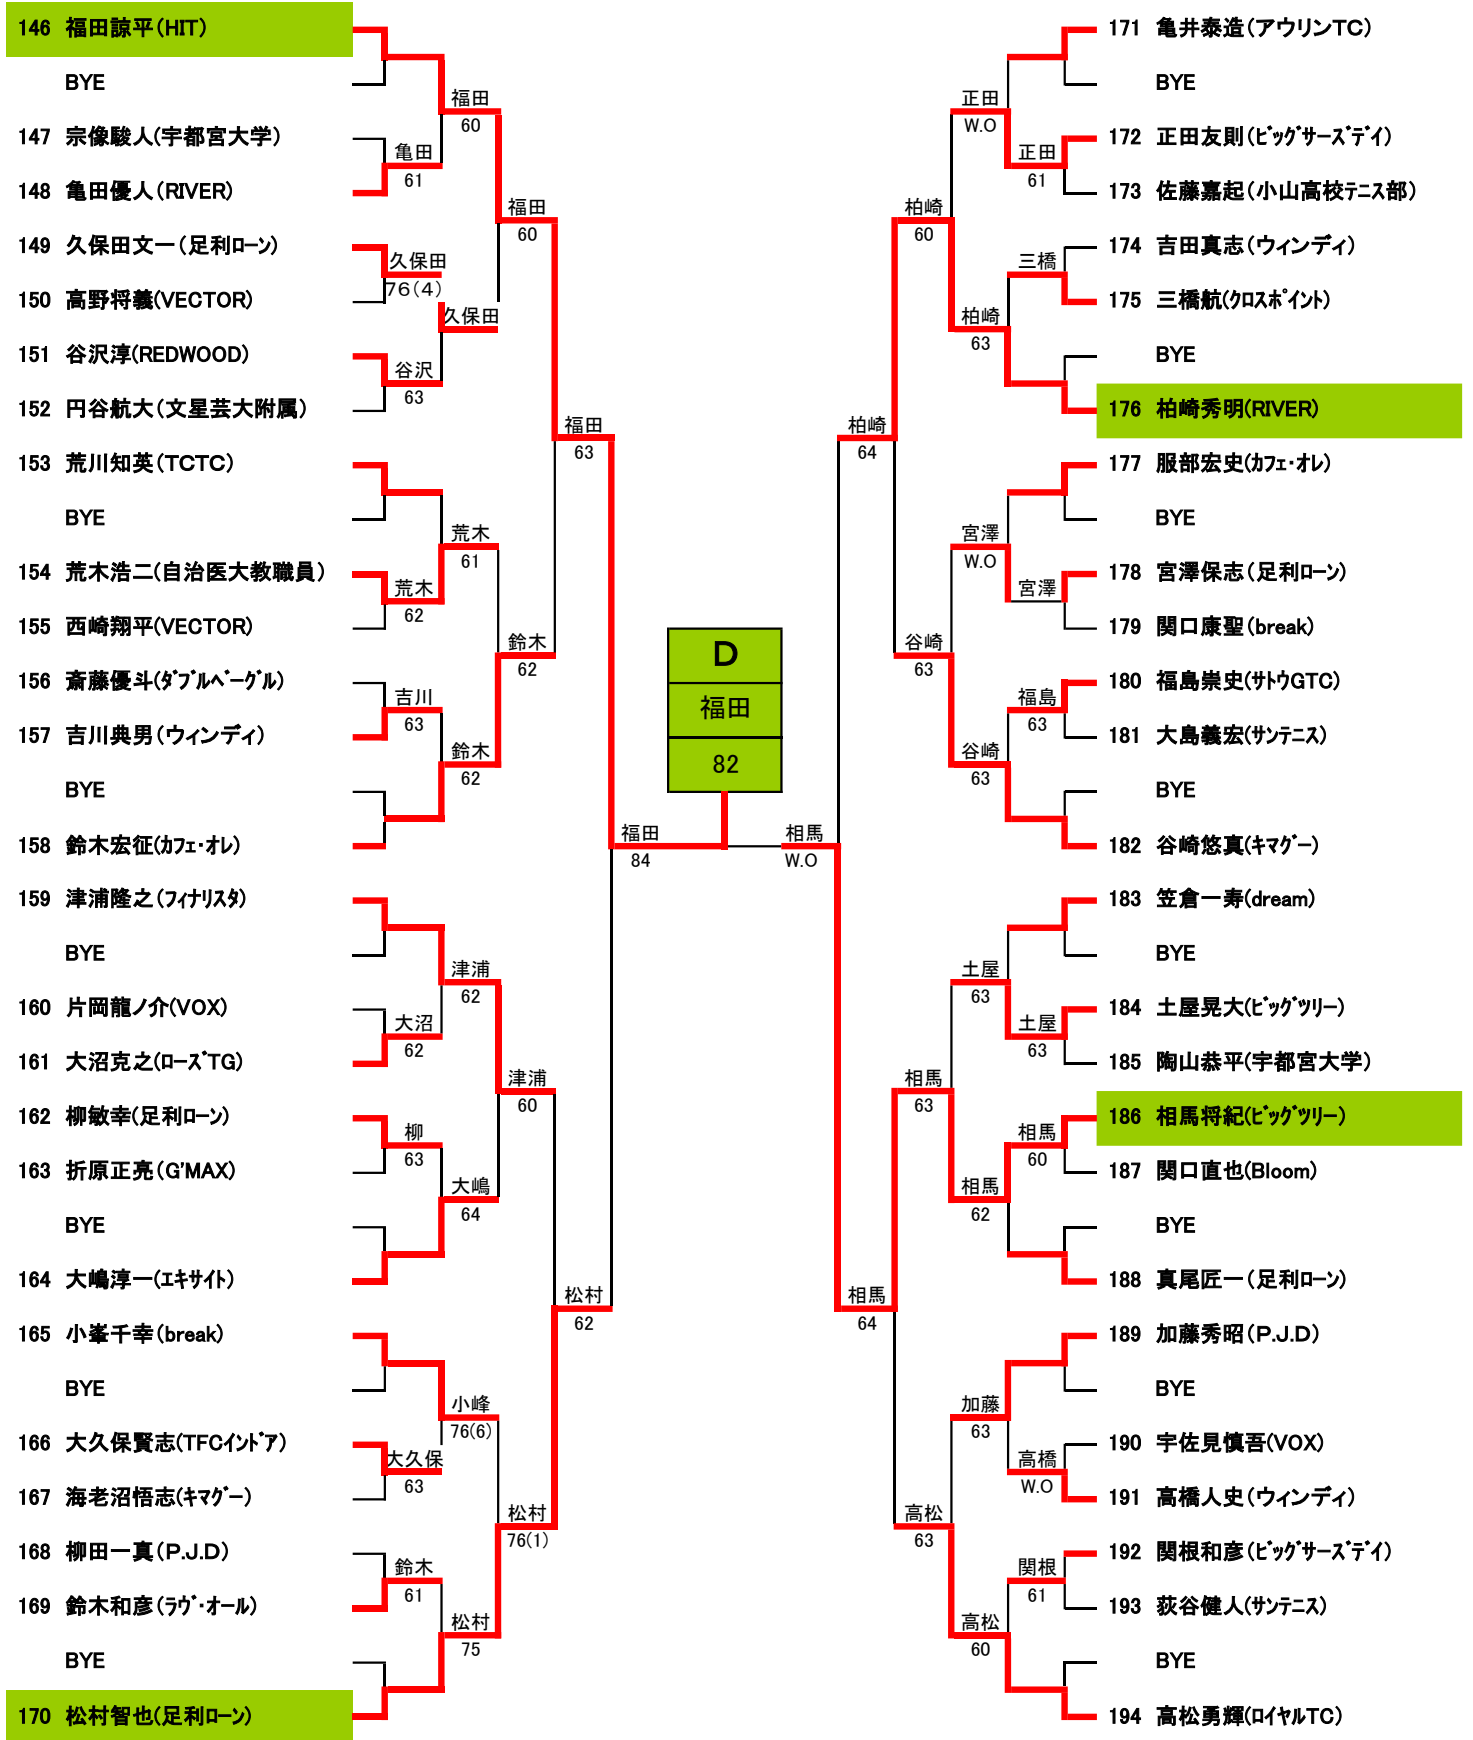 146 福田諒平(HIT)
BYE
147 宗像駿人(宇都宮大学)
148 亀田優人(RIVER)
149 久保田文一(足利ローン)
150 高野将義(VECTOR)
151 谷沢淳(REDWOOD)
152 円谷航大(文星芸大附属)
153 荒川知英(TCTC)
BYE
154 荒木浩二(自治医大教職員)
155 西崎翔平(VECTOR)
156 斎藤優斗(ﾀﾞﾌﾞﾙﾍﾞｰｸﾞﾙ)
157 吉川典男(ウィンディ)
BYE
158 鈴木宏征(ｶﾌｪ・ｵﾚ)
159 津浦隆之(ﾌｨﾅﾘｽﾀ)
BYE
160 片岡龍ノ介(VOX)
161 大沼克之(ﾛｰｽﾞTG)
162 柳敏幸(足利ﾛｰﾝ)
163 折原正亮(G'MAX)
BYE
164 大嶋淳一(ｴｷｻｲﾄ)
165 小峯千幸(break)
BYE
166 大久保賢志(TFCｲﾝﾄﾞｱ)
167 海老沼悟志(ｷﾏｸﾞｰ)
168 柳田一真(P.J.D)
169 鈴木和彦(ﾗｳﾞ・ｵｰﾙ)
BYE
170 松村智也(足利ﾛｰﾝ)
亀田
61
久保田
76(4)
谷沢
63
荒木
62
吉川
63
大沼
62
柳
63
大久保
63
鈴木
61
福田
60
久保田
荒木
61
鈴木
62
津浦
62
大嶋
64
小峰
76(6)
松村
75
福田
60
鈴木
62
津浦
60
松村
76(1)
福田
63
松村
62
福田
84
D
福田
82
相馬
W.O
柏崎
64
相馬
64
柏崎
60
谷崎
63
相馬
63
高松
63
正田
W.O
柏崎
63
宮澤
W.O
谷崎
63
土屋
63
相馬
62
加藤
63
高松
60
正田
61
三橋
宮澤
福島
63
土屋
63
相馬
60
高橋
W.O
関根
61
171 亀井泰造(アウリンTC)
BYE
172 正田友則(ﾋﾞｯｸﾞｻｰｽﾞﾃﾞｲ)
173 佐藤嘉起(小山高校ﾃﾆｽ部)
174 吉田真志(ウィンディ)
175 三橋航(ｸﾛｽﾎﾟｲﾝﾄ)
BYE
176 柏崎秀明(RIVER)
177 服部宏史(ｶﾌｪ・ｵﾚ)
BYE
178 宮澤保志(足利ﾛｰﾝ)
179 関口康聖(break)
180 福島崇史(ｻﾄｳGTC)
181 大島義宏(ｻﾝﾃﾆｽ)
BYE
182 谷崎悠真(ｷﾏｸﾞｰ)
183 笠倉一寿(dream)
BYE
184 土屋晃大(ﾋﾞｯｸﾞﾂﾘｰ)
185 陶山恭平(宇都宮大学)
186 相馬将紀(ﾋﾞｯｸﾞﾂﾘｰ)
187 関口直也(Bloom)
BYE
188 真尾匠一(足利ﾛｰﾝ)
189 加藤秀昭(P.J.D)
BYE
190 宇佐見慎吾(VOX)
191 高橋人史(ウィンディ)
192 関根和彦(ﾋﾞｯｸﾞｻｰｽﾞﾃﾞｲ)
193 荻谷健人(ｻﾝﾃﾆｽ)
BYE
194 高松勇輝(ﾛｲﾔﾙTC)